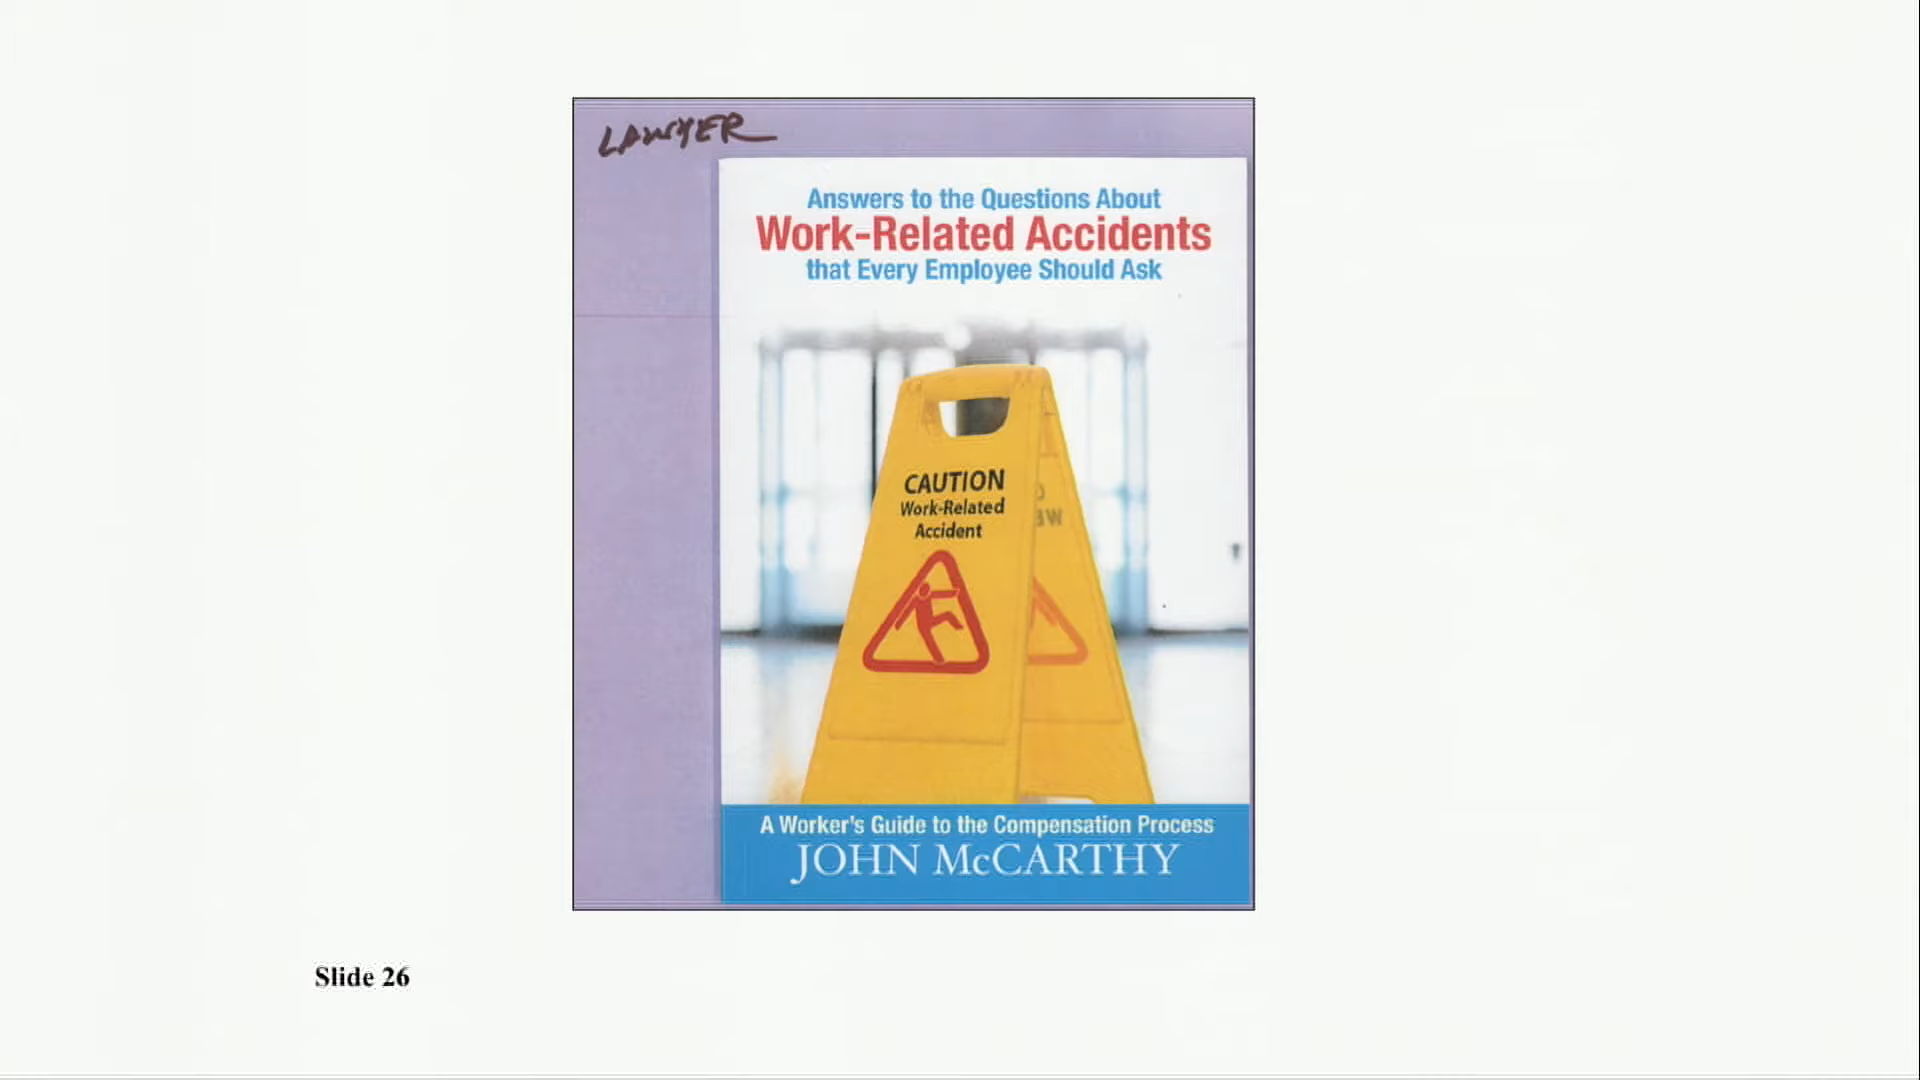 LAWYER
Answers to the Questions About
Work-Related Accidents
that Every Employee Should Ask
CAUTION
Work-Related
Accident
A Worker's Guide to the Compensation Process
JOHN McCARTHY
Slide 26